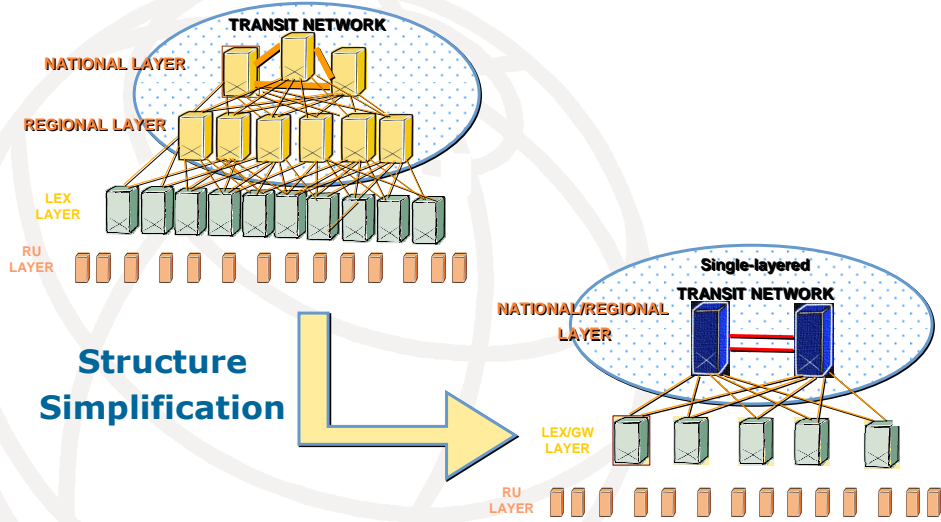 TRANSIT NETWORK
NATIONAL LAYER
REGIONAL LAYER
LEX
LAYER
RU
LAYER
Structure
Simplification
Single-layered
TRANSIT NETWORK
NATIONAL/REGIONAL
LAYER
LEX/GW
LAYER
RU
LAYER